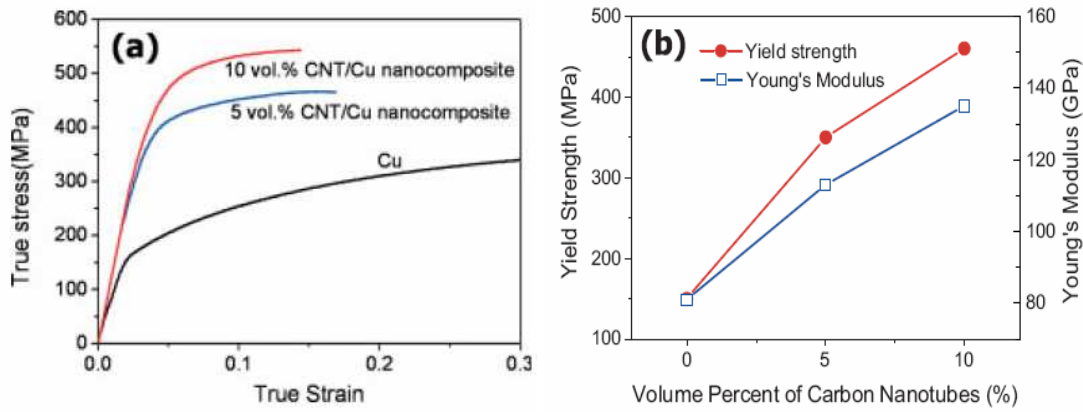 (a)
600
500
400
300
200
100
0
True stress(MPa)
10 vol.% CNT/Cu nanocomposite
5 vol.% CNT/Cu nanocomposite
Cu
0.0 0.1 0.2 0.3
True Strain
(b)
500
400
300
200
100
Yield Strength (MPa)
Yield strength
Young's Modulus
160
140
120
100
80
Young's Modulus (GPa)
0 5 10
Volume Percent of Carbon Nanotubes (%)